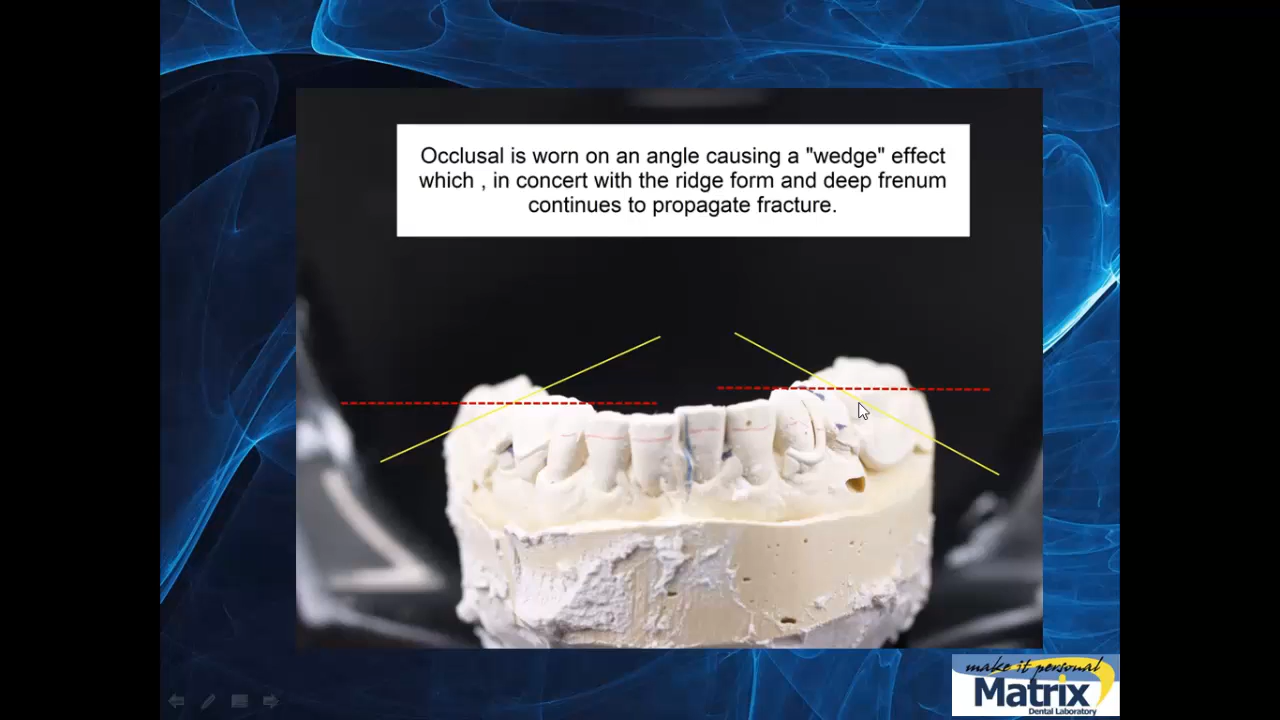 Occlusal is worn on an angle causing a "wedge" effect
which , in concert with the ridge form and deep frenum
continues to propagate fracture.
make it personal
Matrix
Dental Laboratory